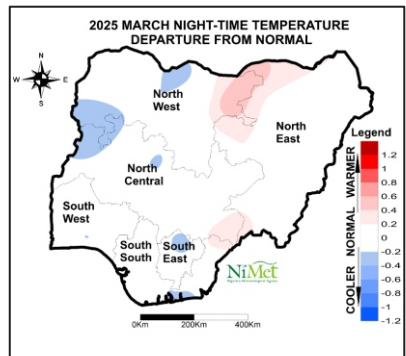 2025 MARCH NIGHT-TIME TEMPERATURE
DEPARTURE FROM NORMAL
N
W
E
S
North
West
North
East
North
Central
South
West
South
South
South
East
NiMet
0Km
200Km
400Km
Legend
COOLER NORMAL WARMER
1.2
1
0.8
0.6
0.4
0.2
0
-0.2
-0.4
-0.6
-0.8
-1
-1.2